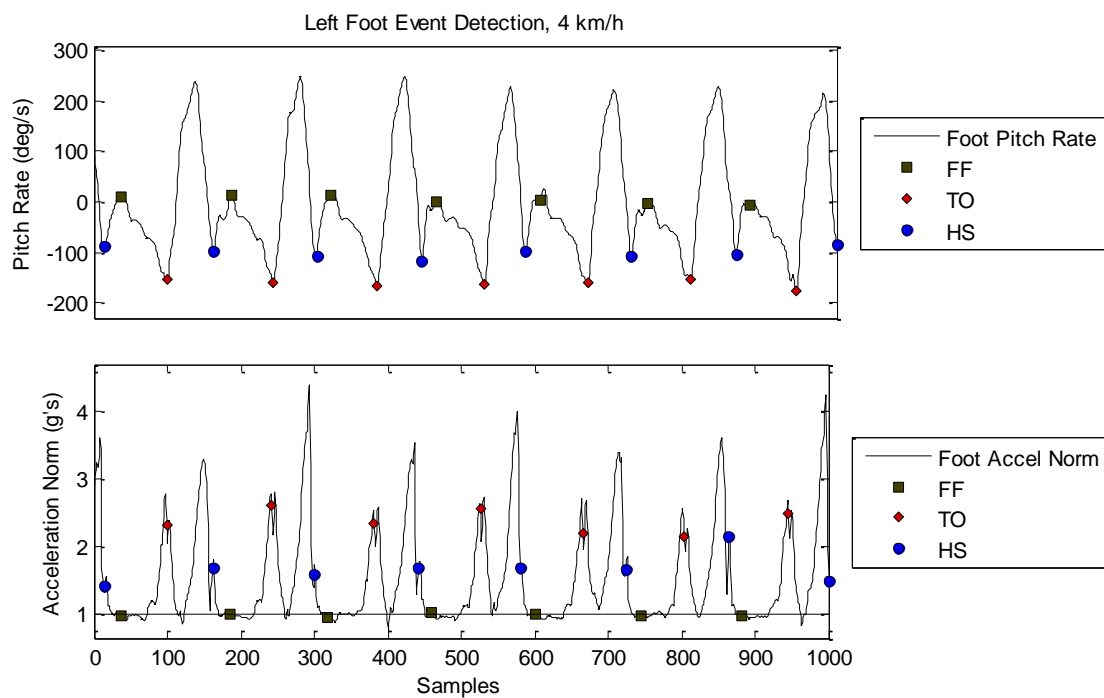 Left Foot Event Detection, 4 km/h
300
200
100
0
-100
-200
Pitch Rate (deg/s)
Foot Pitch Rate
FF
TO
HS
4
3
2
1
Acceleration Norm (g's)
0 100 200 300 400 500 600 700 800 900 1000
Samples
Foot Accel Norm
FF
TO
HS